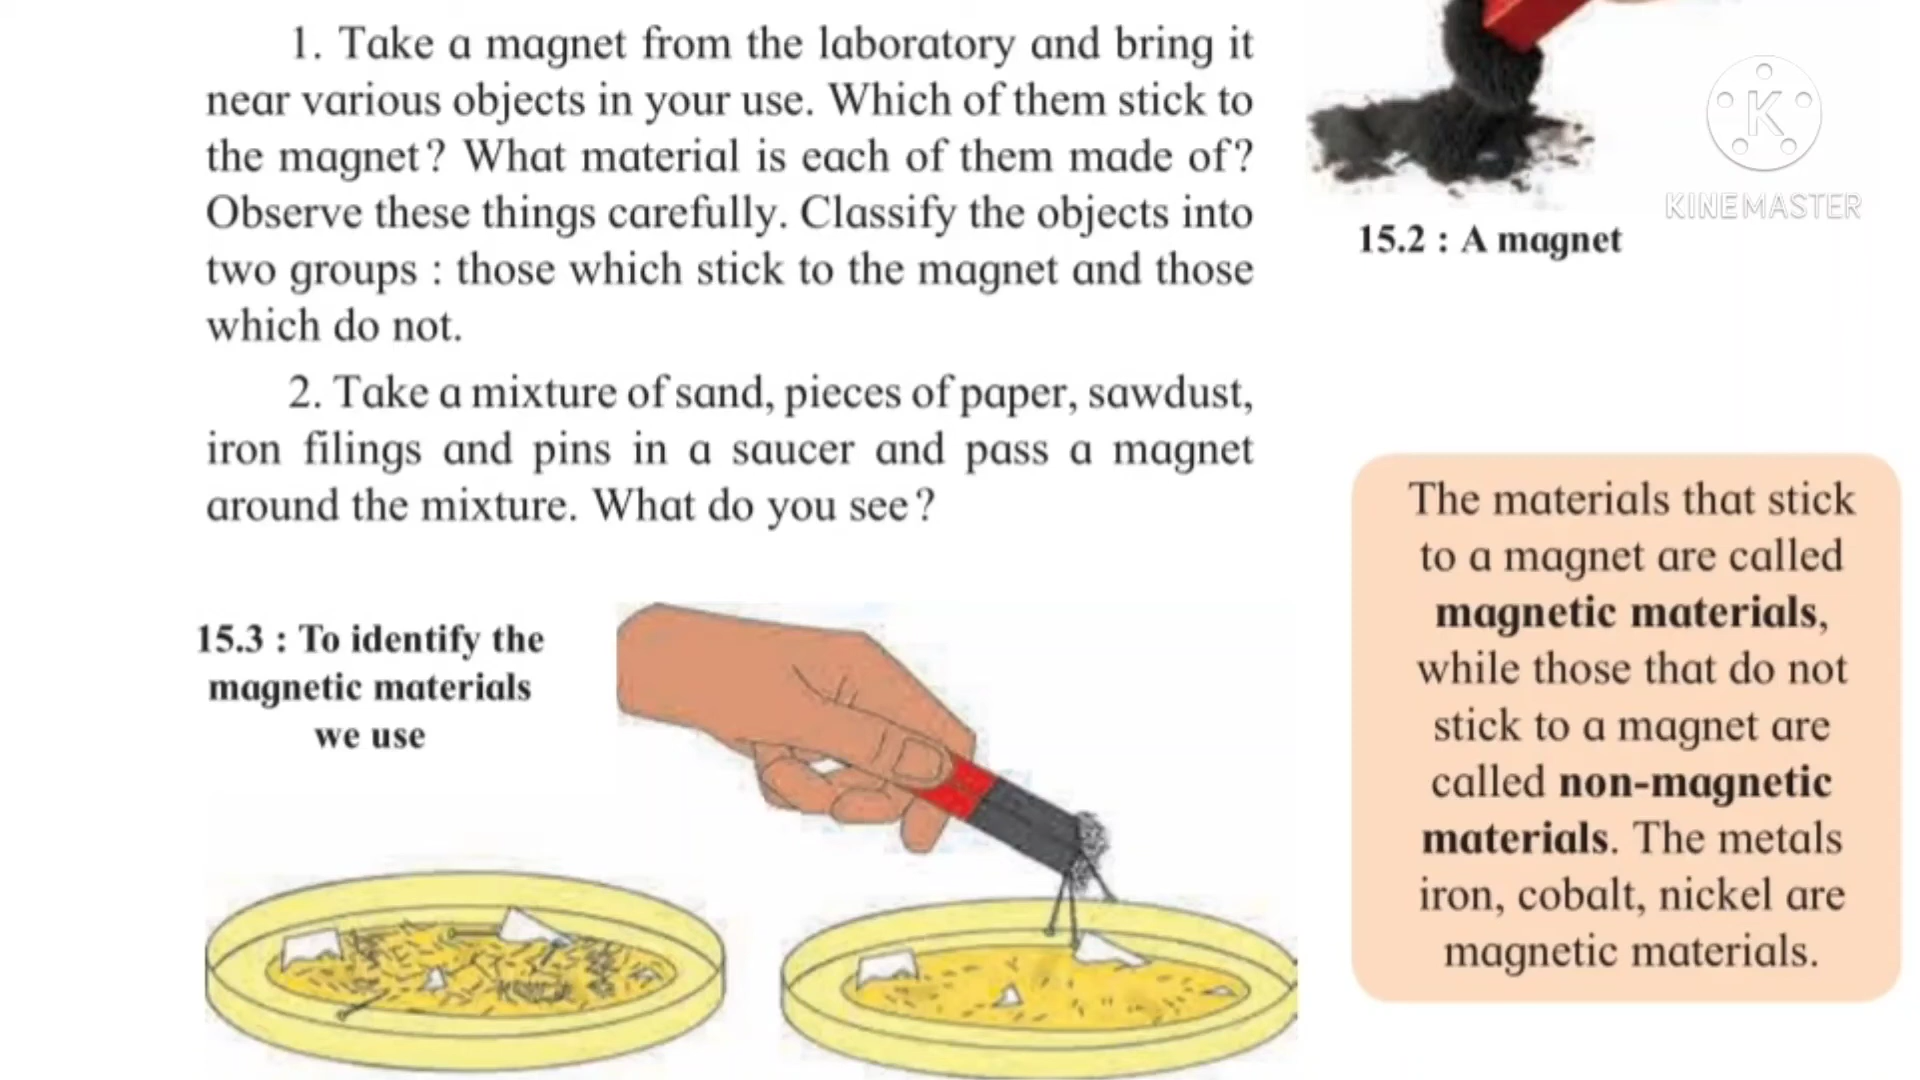 1. Take a magnet from the laboratory and bring it
near various objects in your use. Which of them stick to
the magnet? What material is each of them made of?
Observe these things carefully. Classify the objects into
two groups : those which stick to the magnet and those
which do not.
2. Take a mixture of sand, pieces of paper, sawdust,
iron filings and pins in a saucer and pass a magnet
around the mixture. What do you see?
15.3 : To identify the
magnetic materials
we use
K
KINEMASTER
15.2 : A magnet
The materials that stick
to a magnet are called
magnetic materials,
while those that do not
stick to a magnet are
called non-magnetic
materials. The metals
iron, cobalt, nickel are
magnetic materials.